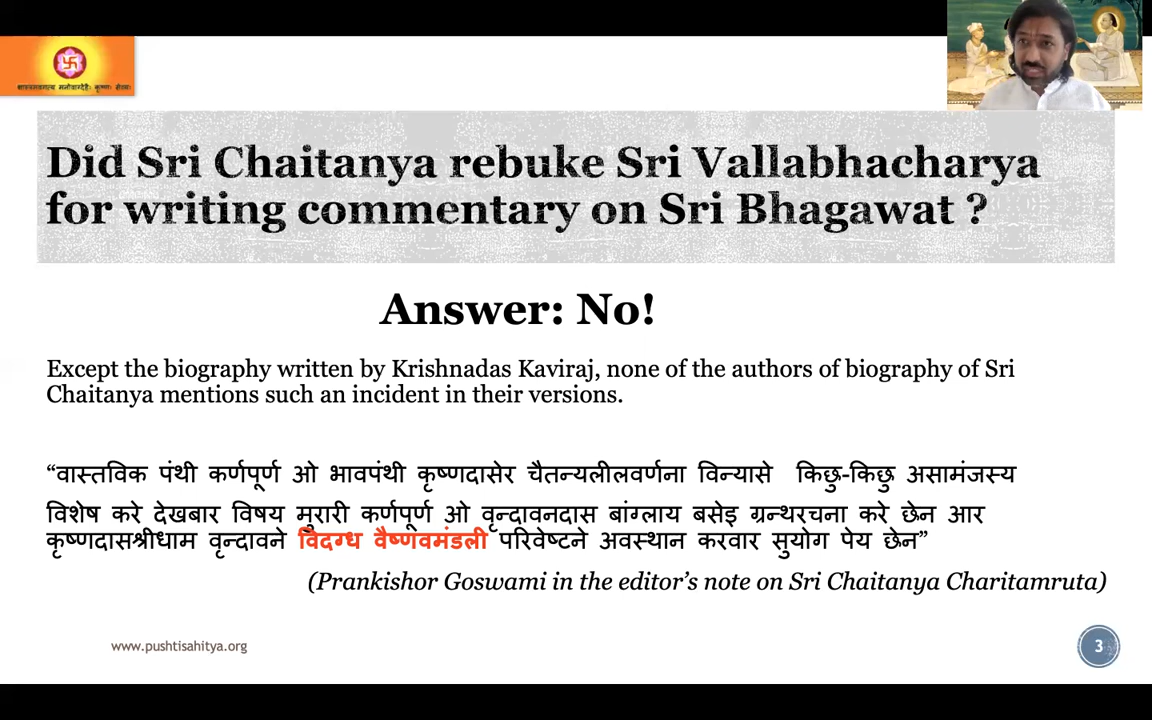 शास्त्रमवगत्य मनोवाग्देहैः कृष्णः सेव्यः
Did Sri Chaitanya rebuke Sri Vallabhacharya
for writing commentary on Sri Bhagawat ?
Answer: No!
Except the biography written by Krishnadas Kaviraj, none of the authors of biography of Sri
Chaitanya mentions such an incident in their versions.
“वास्तविक पंथी कर्णपूर्ण ओ भावपंथी कृष्णदासेर चैतन्यलीलवर्णना विन्यासे किछु-किछु असामंजस्य
विशेष करे देखबार विषय मुरारी कर्णपूर्ण ओ वृन्दावनदास बांग्लाय बसेइ ग्रन्थरचना करे छेन आर
कृष्णदासश्रीधाम वृन्दावने विदग्ध वैष्णवमंडली परिवेष्टने अवस्थान करवार सुयोग पेय छेन”
(Prankishor Goswami in the editor’s note on Sri Chaitanya Charitamruta)
www.pushtisahitya.org
3